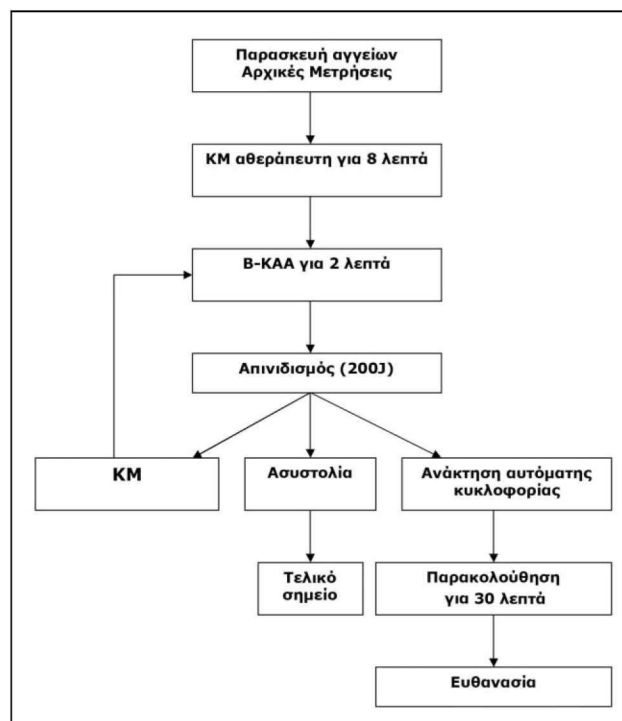 Παρασκευή αγγείων
Αρχικές Μετρήσεις
ΚΜ αθεράπευτη για 8 λεπτά
Β-ΚΑΑ για 2 λεπτά
Απινιδισμός (200J)
ΚΜ
Ασυστολία
Ανάκτηση αυτόματης
κυκλοφορίας
Τελικό
σημείο
Παρακολούθηση
για 30 λεπτά
Ευθανασία